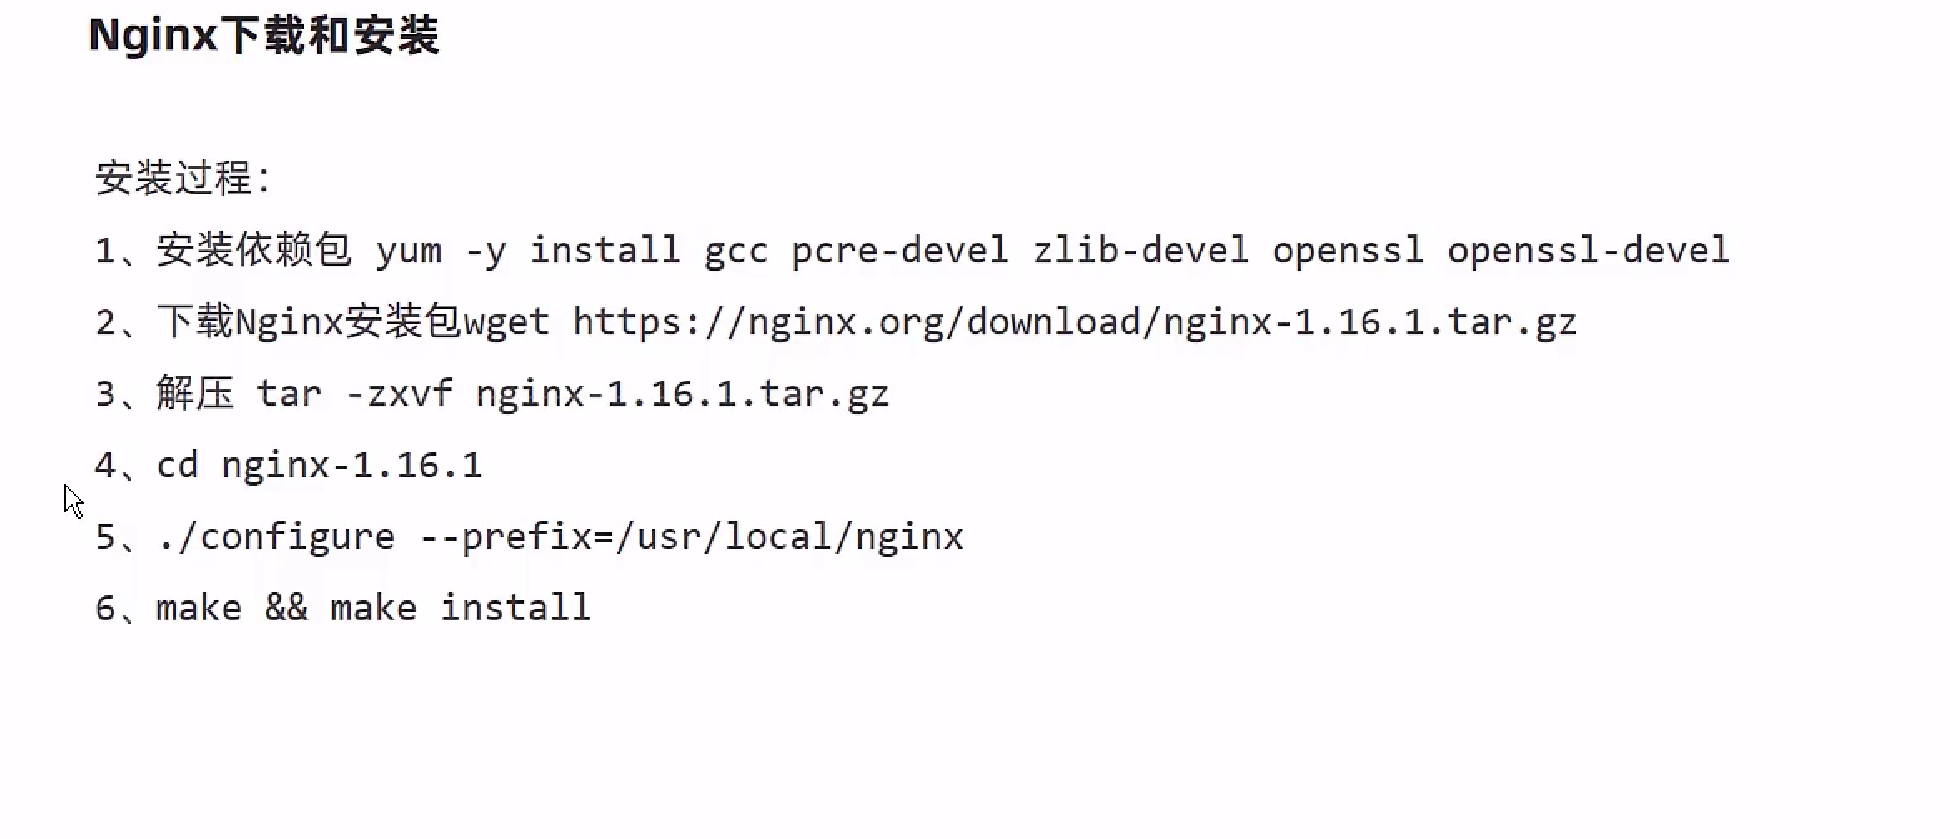 Nginx下载和安装
安装过程：
1、安装依赖包 yum -y install gcc pcre-devel zlib-devel openssl openssl-devel
2、下载Nginx安装包wget https://nginx.org/download/nginx-1.16.1.tar.gz
3、解压 tar -zxvf nginx-1.16.1.tar.gz
4、cd nginx-1.16.1
5、./configure --prefix=/usr/local/nginx
6、make && make install